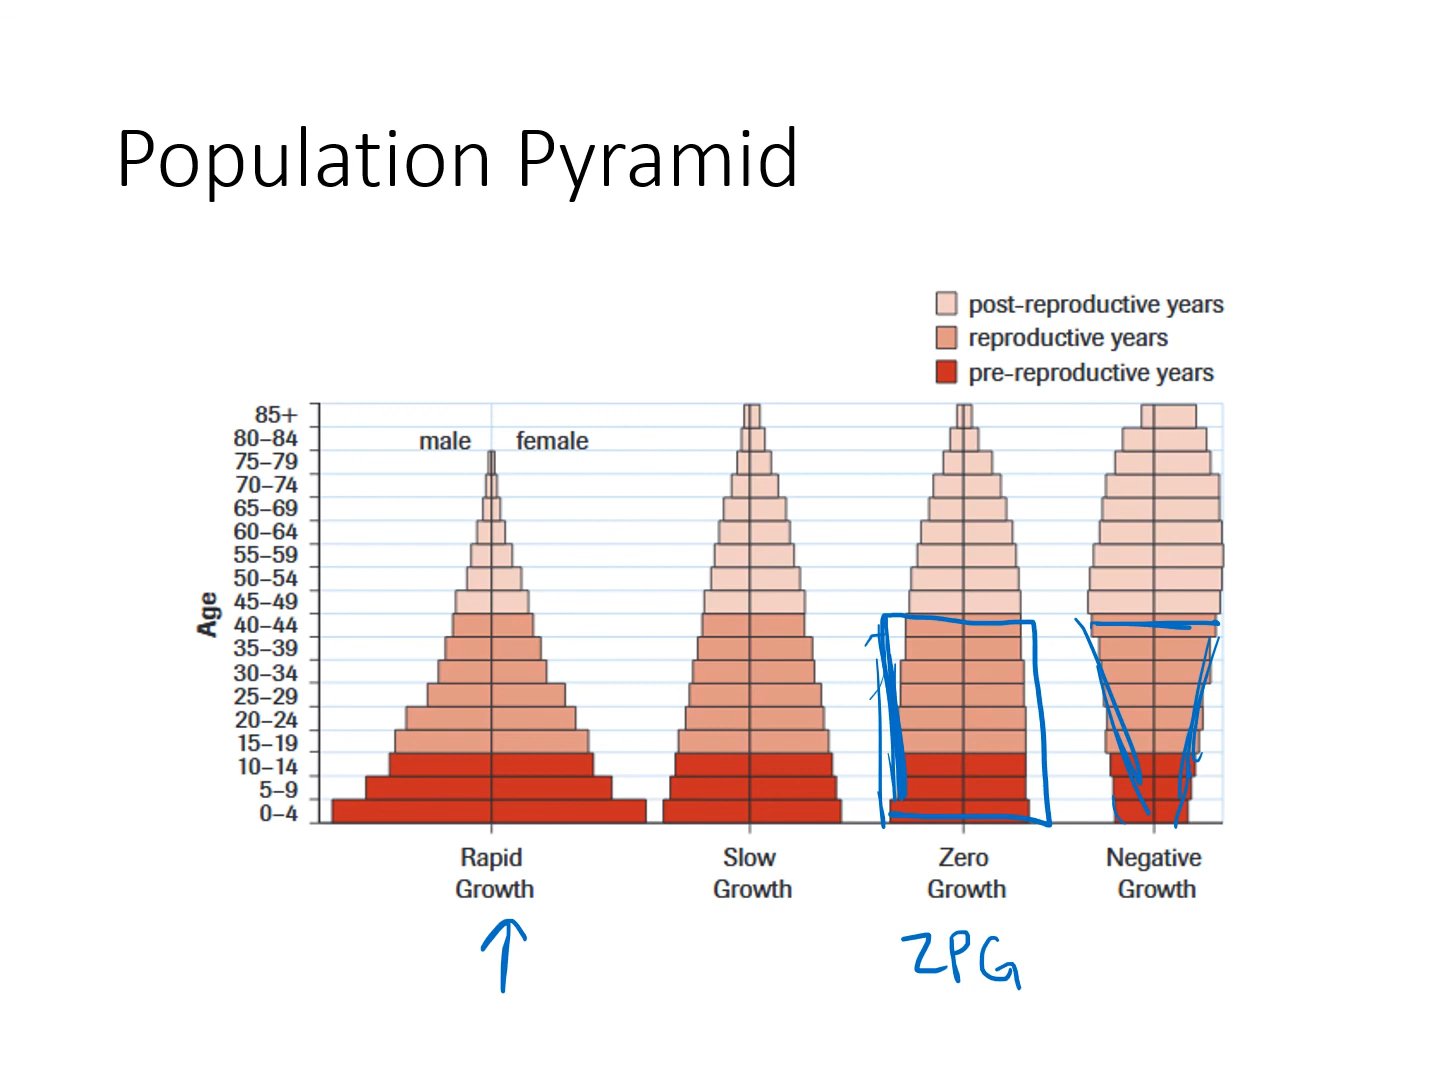 Population Pyramid
post-reproductive years
reproductive years
pre-reproductive years
male female
Age
85+
80–84
75–79
70–74
65–69
60–64
55–59
50–54
45–49
40–44
35–39
30–34
25–29
20–24
15–19
10–14
5–9
0–4
Rapid Growth
Slow Growth
Zero Growth
Negative Growth
ZPG